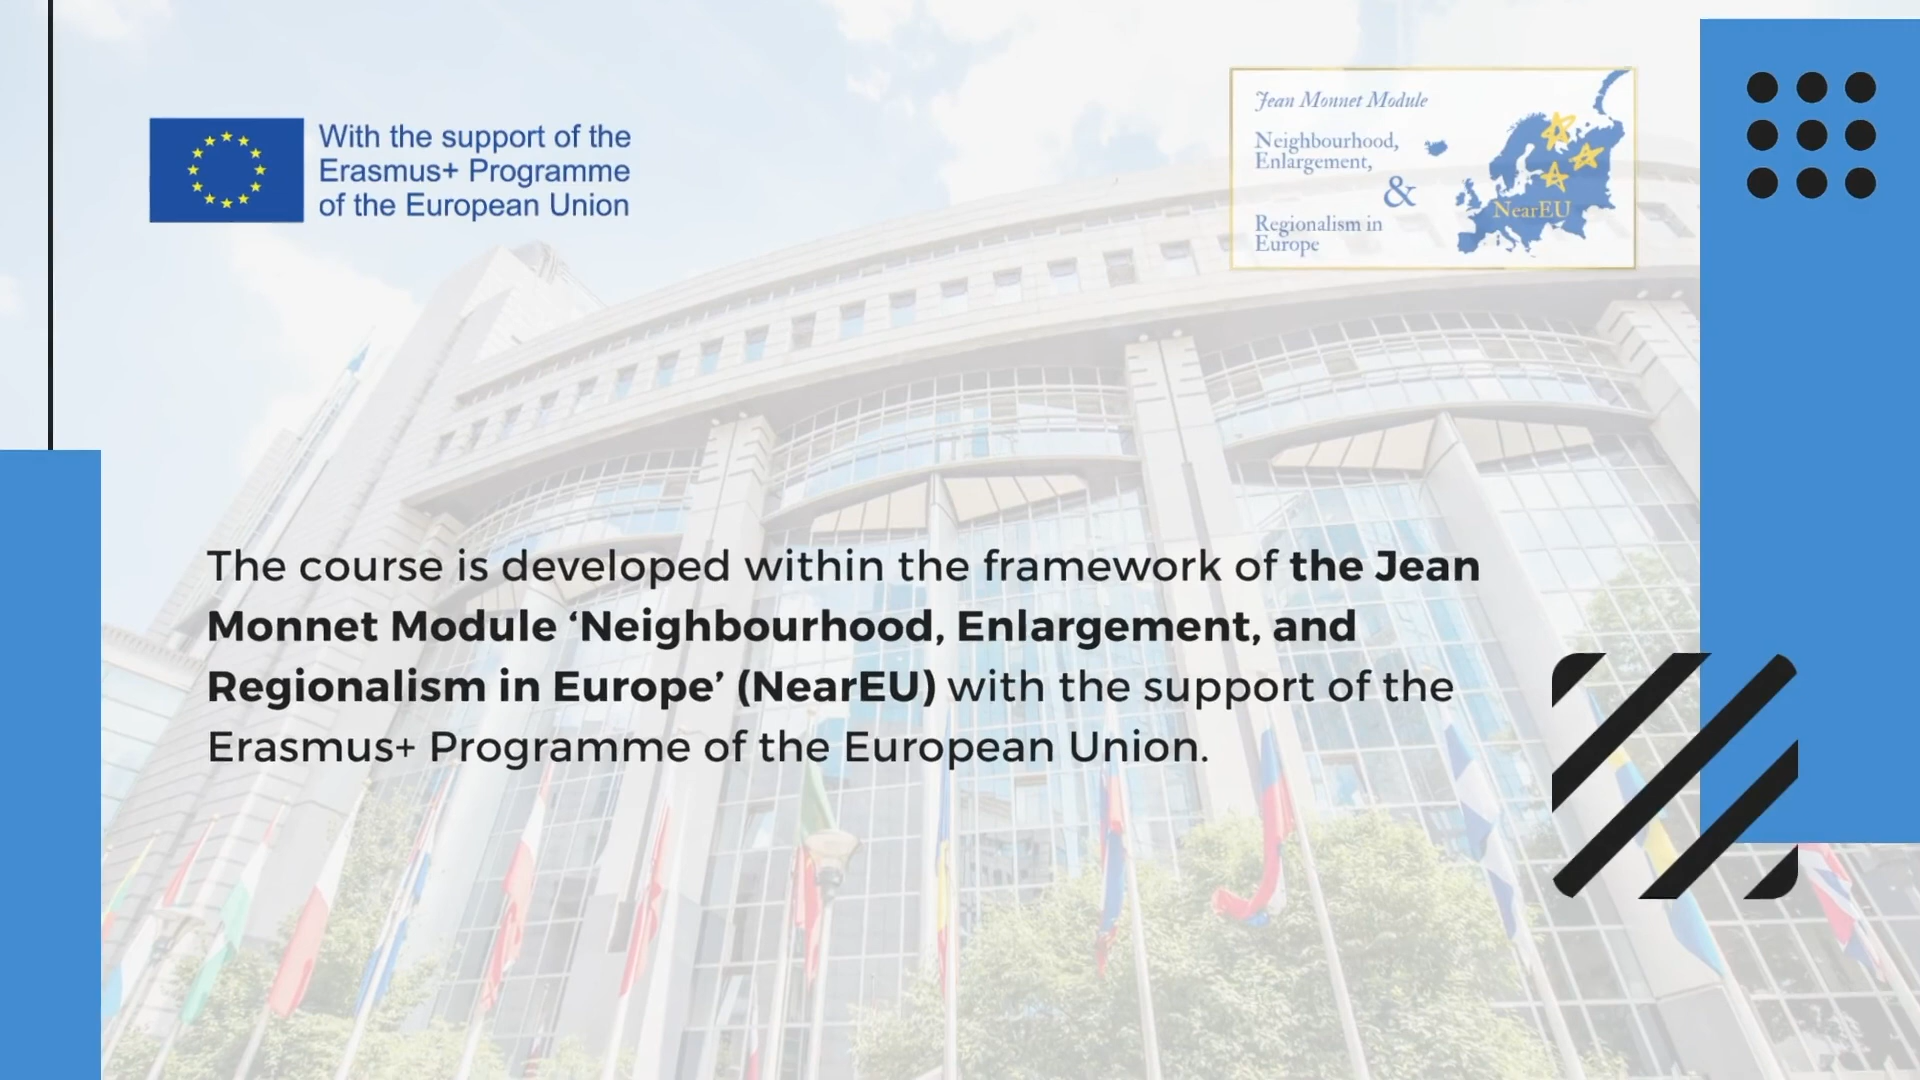 With the support of the
Erasmus+ Programme
of the European Union
Jean Monnet Module
Neighbourhood,
Enlargement,
&
Regionalism in
Europe
NearEU
The course is developed within the framework of the Jean
Monnet Module ‘Neighbourhood, Enlargement, and
Regionalism in Europe’ (NearEU) with the support of the
Erasmus+ Programme of the European Union.